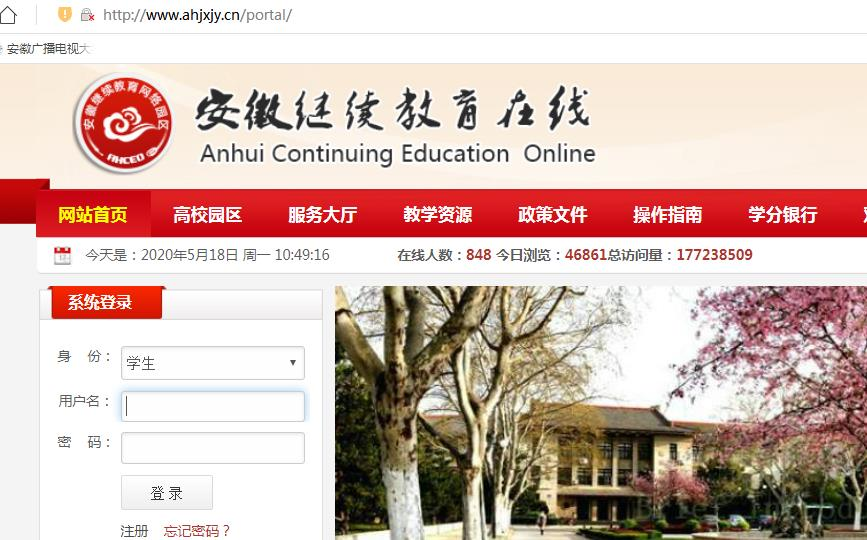 http://www.ahjxjy.cn/portal/
安徽广播电视大
安徽继续教育网络园区
AHCEO
安徽继续教育在线
Anhui Continuing Education Online
网站首页 高校园区 服务大厅 教学资源 政策文件 操作指南 学分银行
今天是：2020年5月18日 周一 10:49:16 在线人数：848 今日浏览：46861总访问量：177238509
系统登录
身 份： 学生
用户名：
密 码：
登 录
注册 忘记密码？